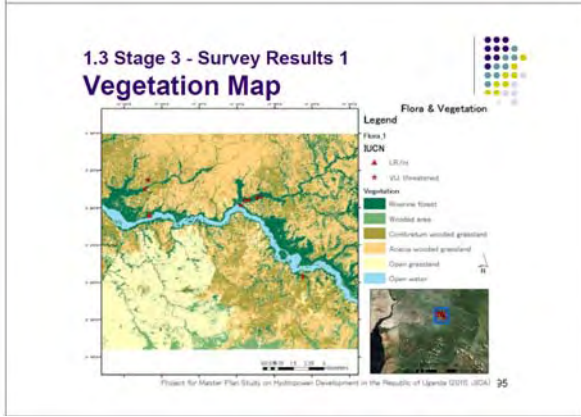 1.3 Stage 3 - Survey Results 1
Vegetation Map
Flora & Vegetation
Legend
Flora_1
IUCN
LR/nt
VU, threatened
Vegetation
Riverine forest
Wooded area
Combretum wooded grassland
Acacia wooded grassland
Open grassland
Open water
Project for Master Plan Study on Hydropower Development in the Republic of Uganda (2010, JICA)
95